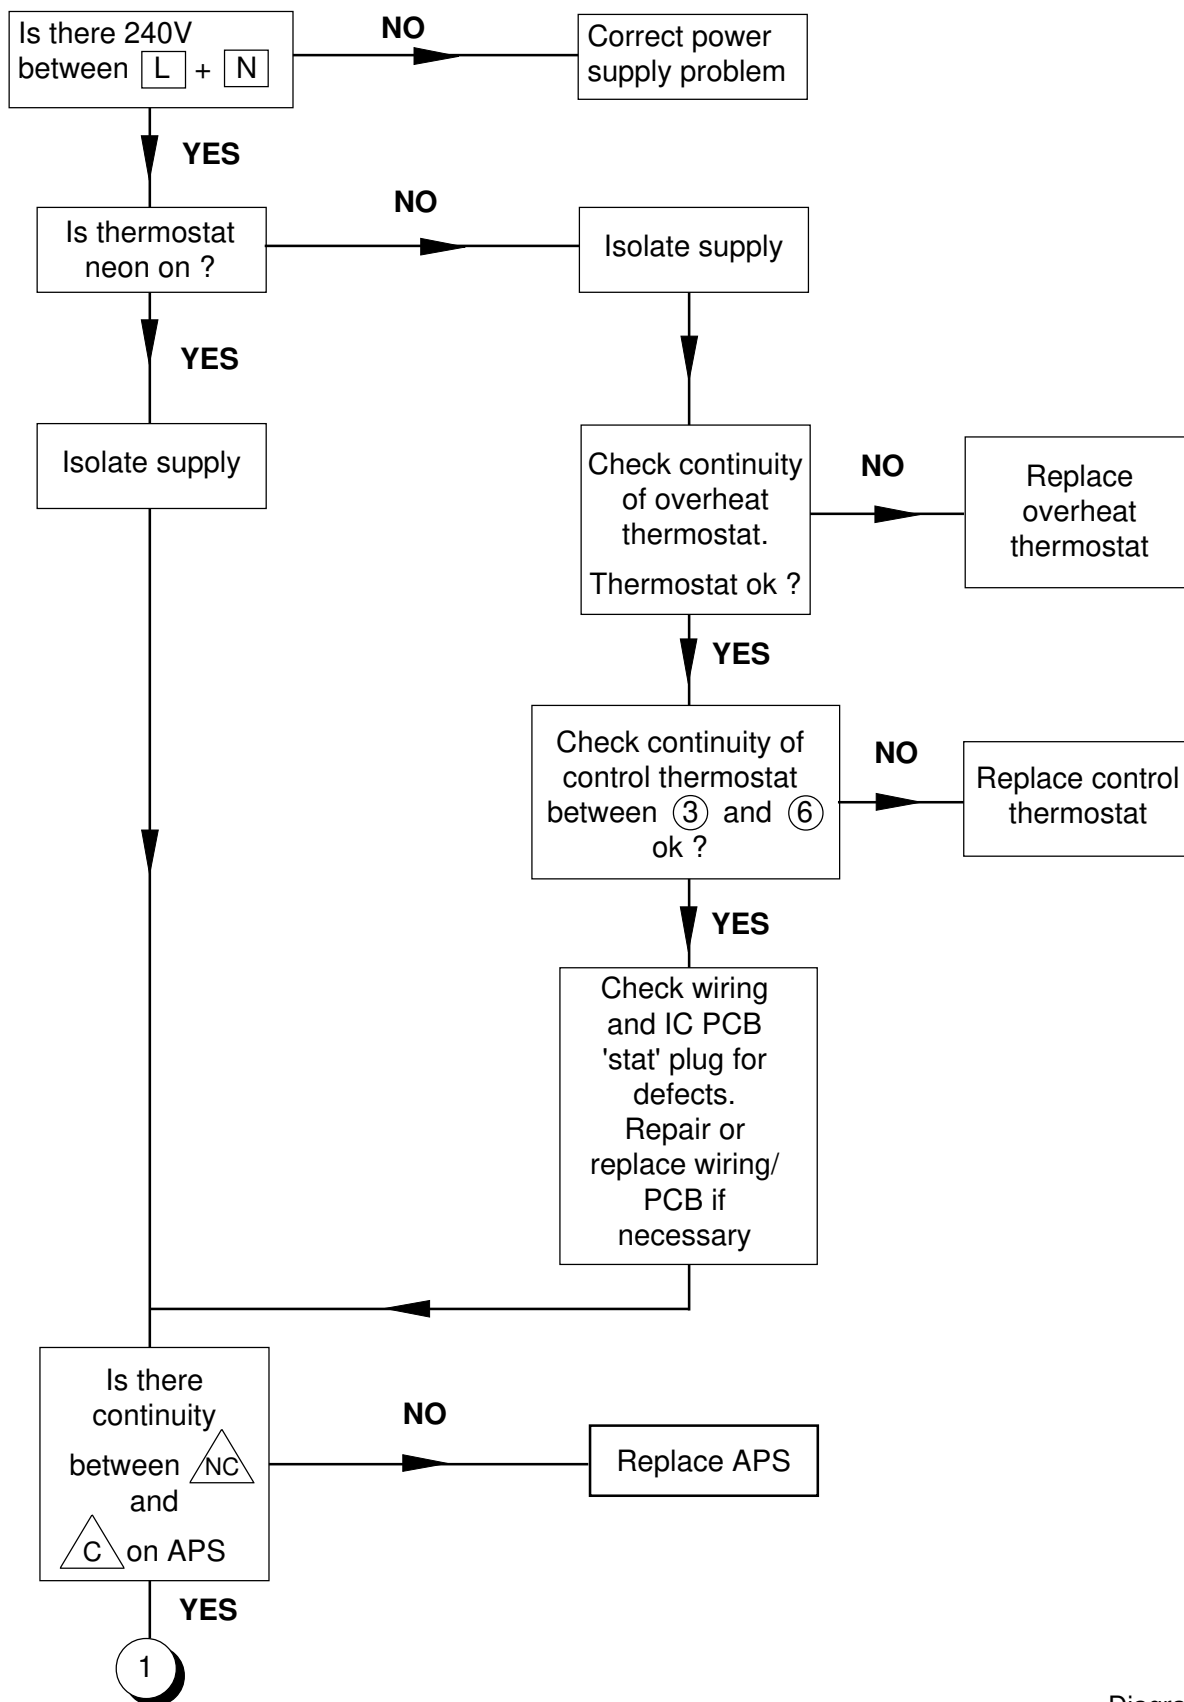 Is there 240V
between L + N
NO
Correct power
supply problem
YES
Is thermostat
neon on ?
NO
Isolate supply
YES
Isolate supply
Check continuity
of overheat
thermostat.
Thermostat ok ?
NO
Replace
overheat
thermostat
YES
Check continuity of
control thermostat
between 3 and 6
ok ?
NO
Replace control
thermostat
YES
Check wiring
and IC PCB
'stat' plug for
defects.
Repair or
replace wiring/
PCB if
necessary
Is there
continuity
between NC
and
C on APS
NO
Replace APS
YES
1